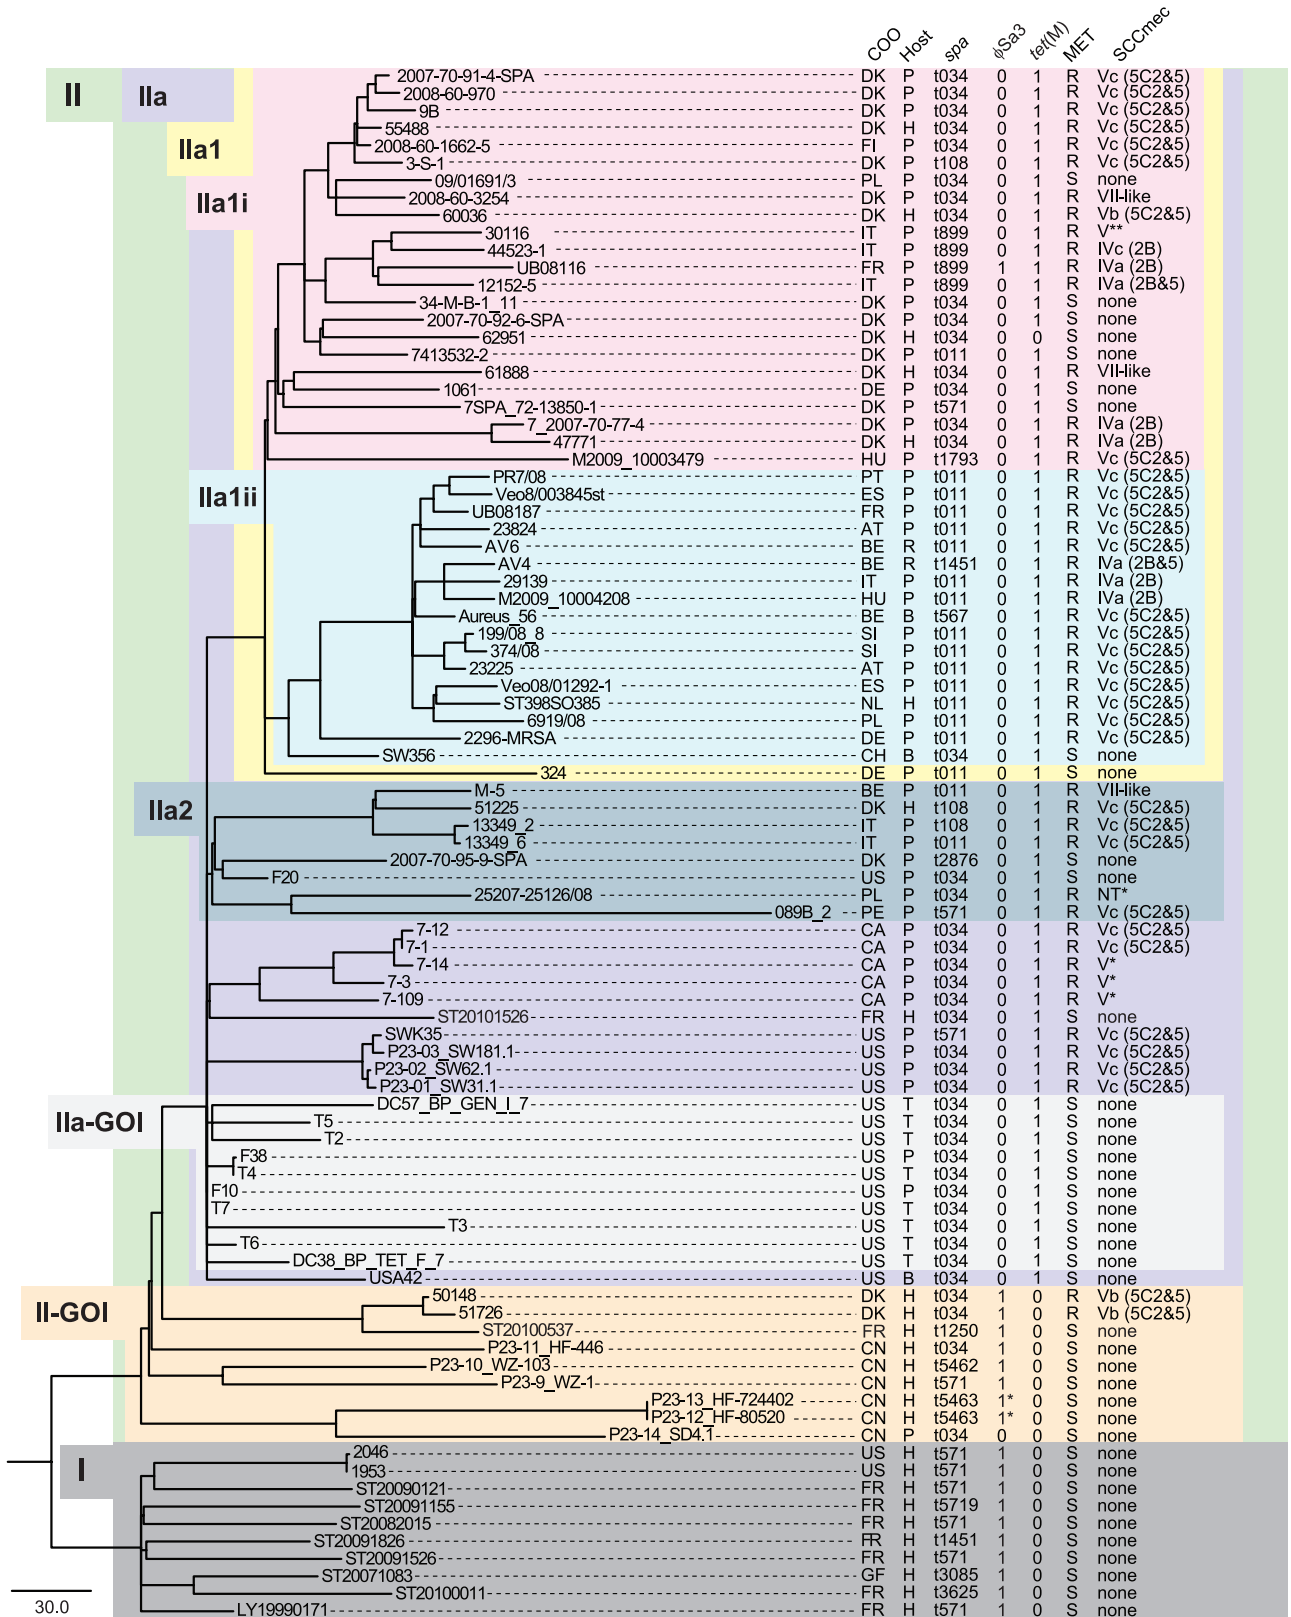 COO Host spa ϕSa3 tet(M) MET SCCmec
II
IIa
IIa1
IIa1i
2007-70-91-4-SPA DK P t034 0 1 R Vc (5C2&5)
2008-60-970 DK P t034 0 1 R Vc (5C2&5)
9B DK P t034 0 1 R Vc (5C2&5)
55488 DK H t034 0 1 R Vc (5C2&5)
2008-60-1662-5 FI P t034 0 1 R Vc (5C2&5)
3-S-1 DK P t108 0 1 R Vc (5C2&5)
09/01691/3 PL P t034 0 1 S none
2008-60-3254 DK P t034 0 1 R VII-like
60036 DK H t034 0 1 R Vb (5C2&5)
30116 IT P t899 0 1 R V**
44523-1 IT P t899 0 1 R IVc (2B)
UB08116 FR P t899 1 1 R IVa (2B)
12152-5 IT P t899 0 1 R IVa (2B&5)
34-M-B-1_11 DK P t034 0 1 S none
2007-70-92-6-SPA DK P t034 0 1 S none
62951 DK H t034 0 0 S none
7413532-2 DK P t011 0 1 S none
61888 DK H t034 0 1 R VII-like
1061 DE P t034 0 1 S none
7SPA_72-13850-1 DK P t571 0 1 S none
7_2007-70-77-4 DK P t034 0 1 R IVa (2B)
47771 DK H t034 0 1 R IVa (2B)
M2009_10003479 HU P t1793 0 1 R Vc (5C2&5)
IIa1ii
PR7/08 PT P t011 0 1 R Vc (5C2&5)
Veo8/003845st ES P t011 0 1 R Vc (5C2&5)
UB08187 FR P t011 0 1 R Vc (5C2&5)
23824 AT P t011 0 1 R Vc (5C2&5)
AV6 BE R t011 0 1 R Vc (5C2&5)
AV4 BE R t1451 0 1 R IVa (2B&5)
29139 IT P t011 0 1 R IVa (2B)
M2009_10004208 HU P t011 0 1 R IVa (2B)
Aureus_56 BE B t567 0 1 R Vc (5C2&5)
199/08_8 SI P t011 0 1 R Vc (5C2&5)
374/08 SI P t011 0 1 R Vc (5C2&5)
23225 AT P t011 0 1 R Vc (5C2&5)
Veo08/01292-1 ES P t011 0 1 R Vc (5C2&5)
ST398SO385 NL H t011 0 1 R Vc (5C2&5)
6919/08 PL P t011 0 1 R Vc (5C2&5)
2296-MRSA DE P t011 0 1 R Vc (5C2&5)
SW356 CH B t034 0 1 S none
324 DE P t011 0 1 S none
IIa2
M-5 BE P t011 0 1 R VII-like
51225 DK H t108 0 1 R Vc (5C2&5)
13349_2 IT P t108 0 1 R Vc (5C2&5)
13349_6 IT P t011 0 1 R Vc (5C2&5)
2007-70-95-9-SPA DK P t2876 0 1 S none
F20 US P t034 0 1 S none
25207-25126/08 PL P t034 0 1 R NT*
089B_2 PE P t571 0 1 R Vc (5C2&5)
7-12 CA P t034 0 1 R Vc (5C2&5)
7-1 CA P t034 0 1 R Vc (5C2&5)
7-14 CA P t034 0 1 R V*
7-3 CA P t034 0 1 R V*
7-109 CA P t034 0 1 R V*
ST20101526 FR H t034 0 1 S none
SWK35 US P t571 0 1 R Vc (5C2&5)
P23-03_SW181.1 US P t034 0 1 R Vc (5C2&5)
P23-02_SW62.1 US P t034 0 1 R Vc (5C2&5)
P23-01_SW31.1 US P t034 0 1 R Vc (5C2&5)
IIa-GOI
DC57_BP_GEN_I_7 US T t034 0 1 S none
T5 US T t034 0 1 S none
T2 US T t034 0 1 S none
F38 US P t034 0 1 S none
T4 US T t034 0 1 S none
F10 US P t034 0 1 S none
T7 US T t034 0 1 S none
T3 US T t034 0 1 S none
T6 US T t034 0 1 S none
DC38_BP_TET_F_7 US T t034 0 1 S none
USA42 US B t034 0 1 S none
II-GOI
50148 DK H t034 1 0 R Vb (5C2&5)
51726 DK H t034 1 0 R Vb (5C2&5)
ST20100537 FR H t1250 1 0 S none
P23-11_HF-446 CN H t034 1 0 S none
P23-10_WZ-103 CN H t5462 1 0 S none
P23-9_WZ-1 CN H t571 1 0 S none
P23-13_HF-724402 CN H t5463 1* 0 S none
P23-12_HF-80520 CN H t5463 1* 0 S none
P23-14_SD4.1 CN P t034 0 0 S none
I
2046 US H t571 1 0 S none
1953 US H t571 1 0 S none
ST20090121 FR H t571 1 0 S none
ST20091155 FR H t5719 1 0 S none
ST20082015 FR H t571 1 0 S none
ST20091826 FR H t1451 1 0 S none
ST20091526 FR H t571 1 0 S none
ST20071083 GF H t3085 1 0 S none
ST20100011 FR H t3625 1 0 S none
LY19990171 FR H t571 1 0 S none
30.0